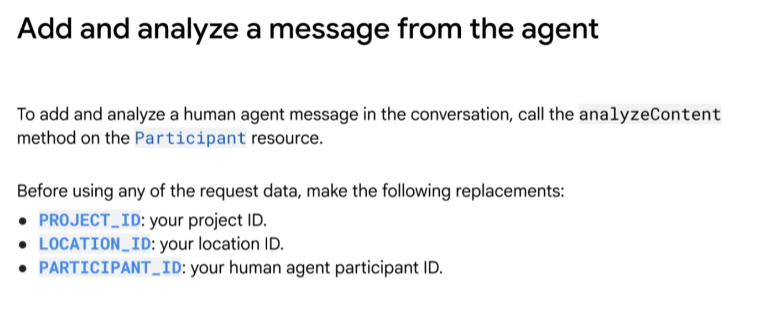 Add and analyze a message from the agent
To add and analyze a human agent message in the conversation, call the analyzeContent
method on the Participant resource.
Before using any of the request data, make the following replacements:
• PROJECT_ID: your project ID.
• LOCATION_ID: your location ID.
• PARTICIPANT_ID: your human agent participant ID.